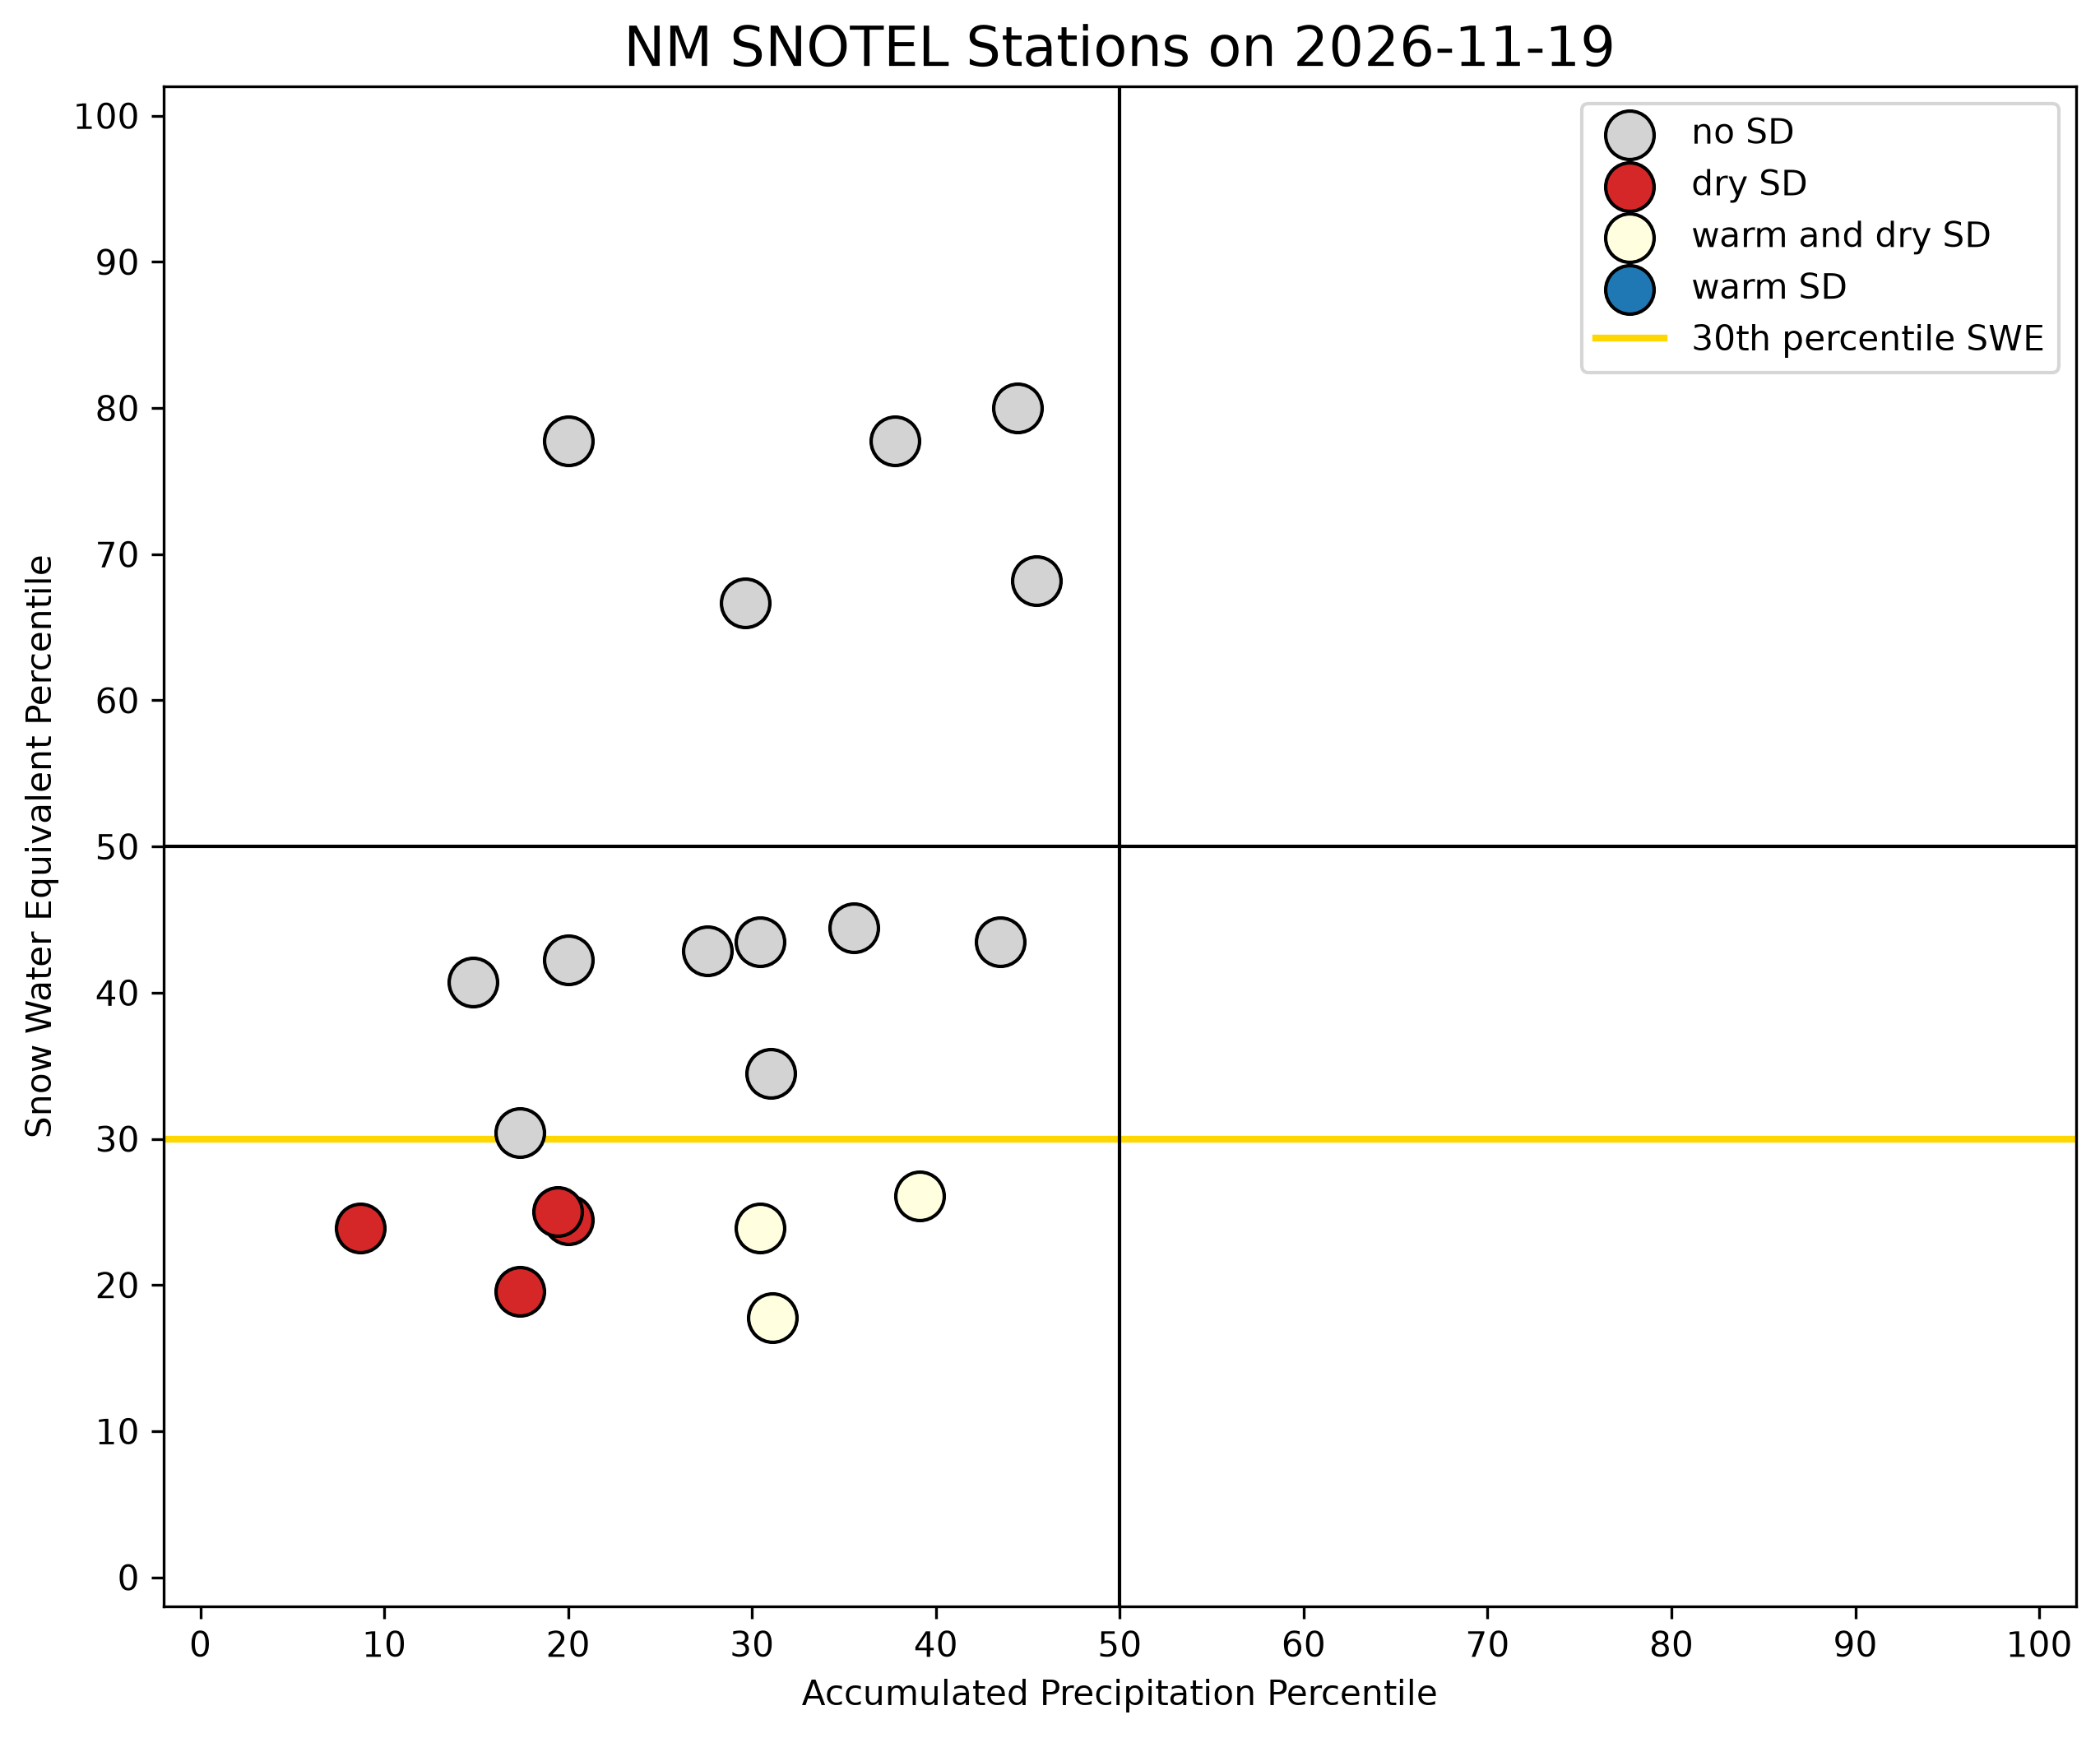 NM SNOTEL Stations on 2026-11-19
no SD
dry SD
warm and dry SD
warm SD
30th percentile SWE
Snow Water Equivalent Percentile
100
90
80
70
60
50
40
30
20
10
0
0 10 20 30 40 50 60 70 80 90 100
Accumulated Precipitation Percentile